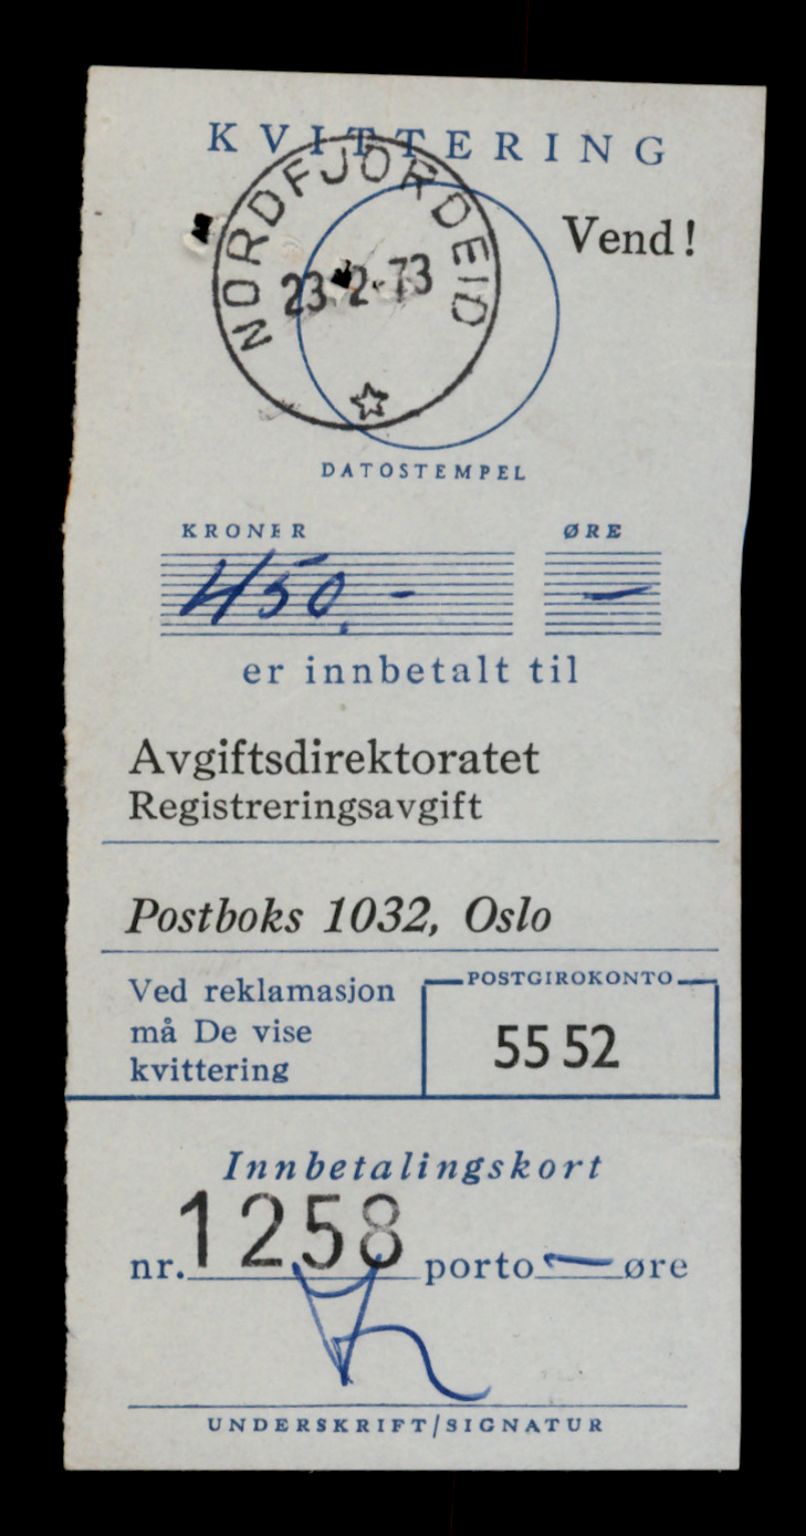 KVITTERING
Vend!
NORDFJORDEID
23-2-73
DATOSTEMPEL
KRONER ØRE
450,- —
er innbetalt til
Avgiftsdirektoratet
Registreringsavgift
Postboks 1032, Oslo
Ved reklamasjon
må De vise
kvittering
POSTGIROKONTO
55 52
Innbetalingskort
nr. 1258 porto — øre
UNDERSKRIFT/SIGNATUR